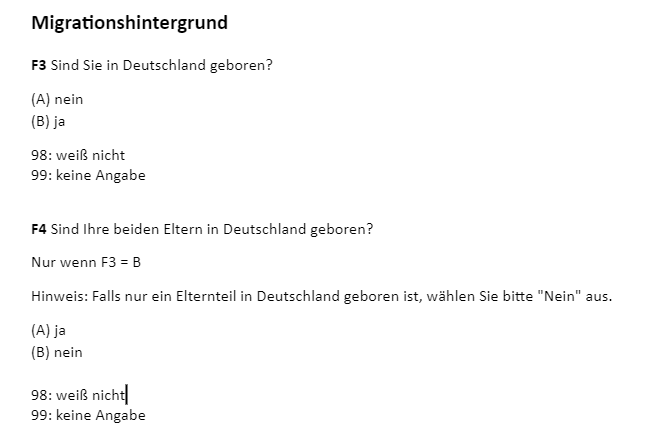 Migrationshintergrund
F3 Sind Sie in Deutschland geboren?
(A) nein
(B) ja
98: weiß nicht
99: keine Angabe
F4 Sind Ihre beiden Eltern in Deutschland geboren?
Nur wenn F3 = B
Hinweis: Falls nur ein Elternteil in Deutschland geboren ist, wählen Sie bitte "Nein" aus.
(A) ja
(B) nein
98: weiß nicht
99: keine Angabe